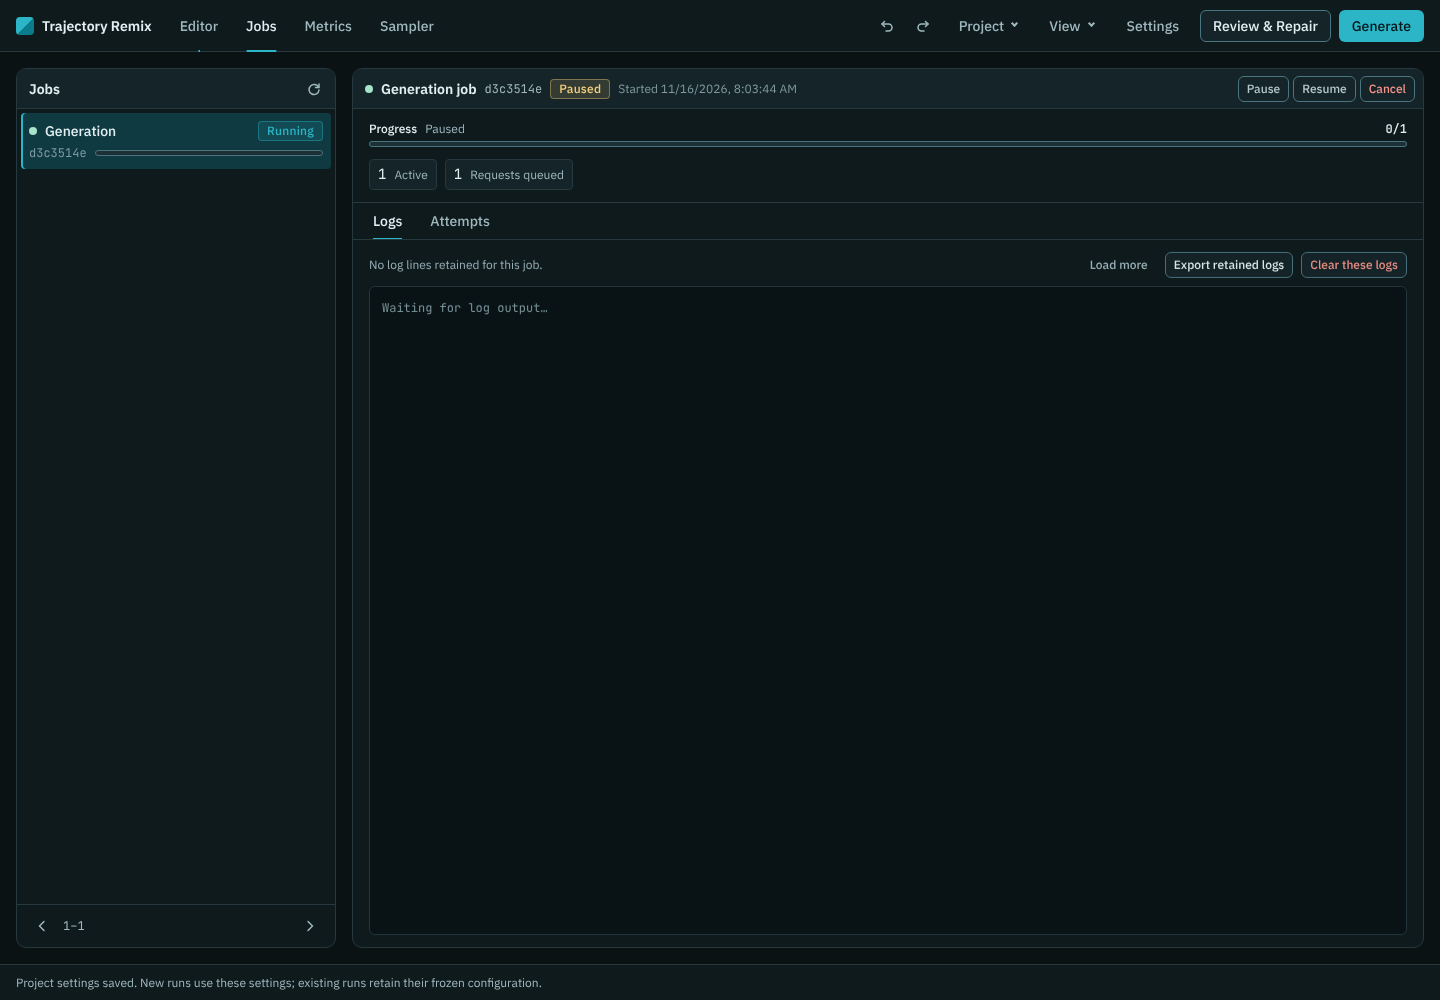 Trajectory Remix Editor Jobs Metrics Sampler Project View Settings Review & Repair Generate
Jobs
Generation Running
d3c3514e
1–1
Generation job d3c3514e Paused Started 11/16/2026, 8:03:44 AM Pause Resume Cancel
Progress Paused 0/1
1 Active 1 Requests queued
Logs Attempts
No log lines retained for this job. Load more Export retained logs Clear these logs
Waiting for log output…
Project settings saved. New runs use these settings; existing runs retain their frozen configuration.